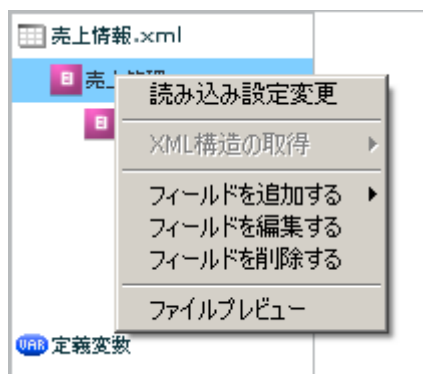 売上情報.xml
売上管理
読み込み設定変更
XML構造の取得
フィールドを追加する
フィールドを編集する
フィールドを削除する
ファイルプレビュー
定義変数